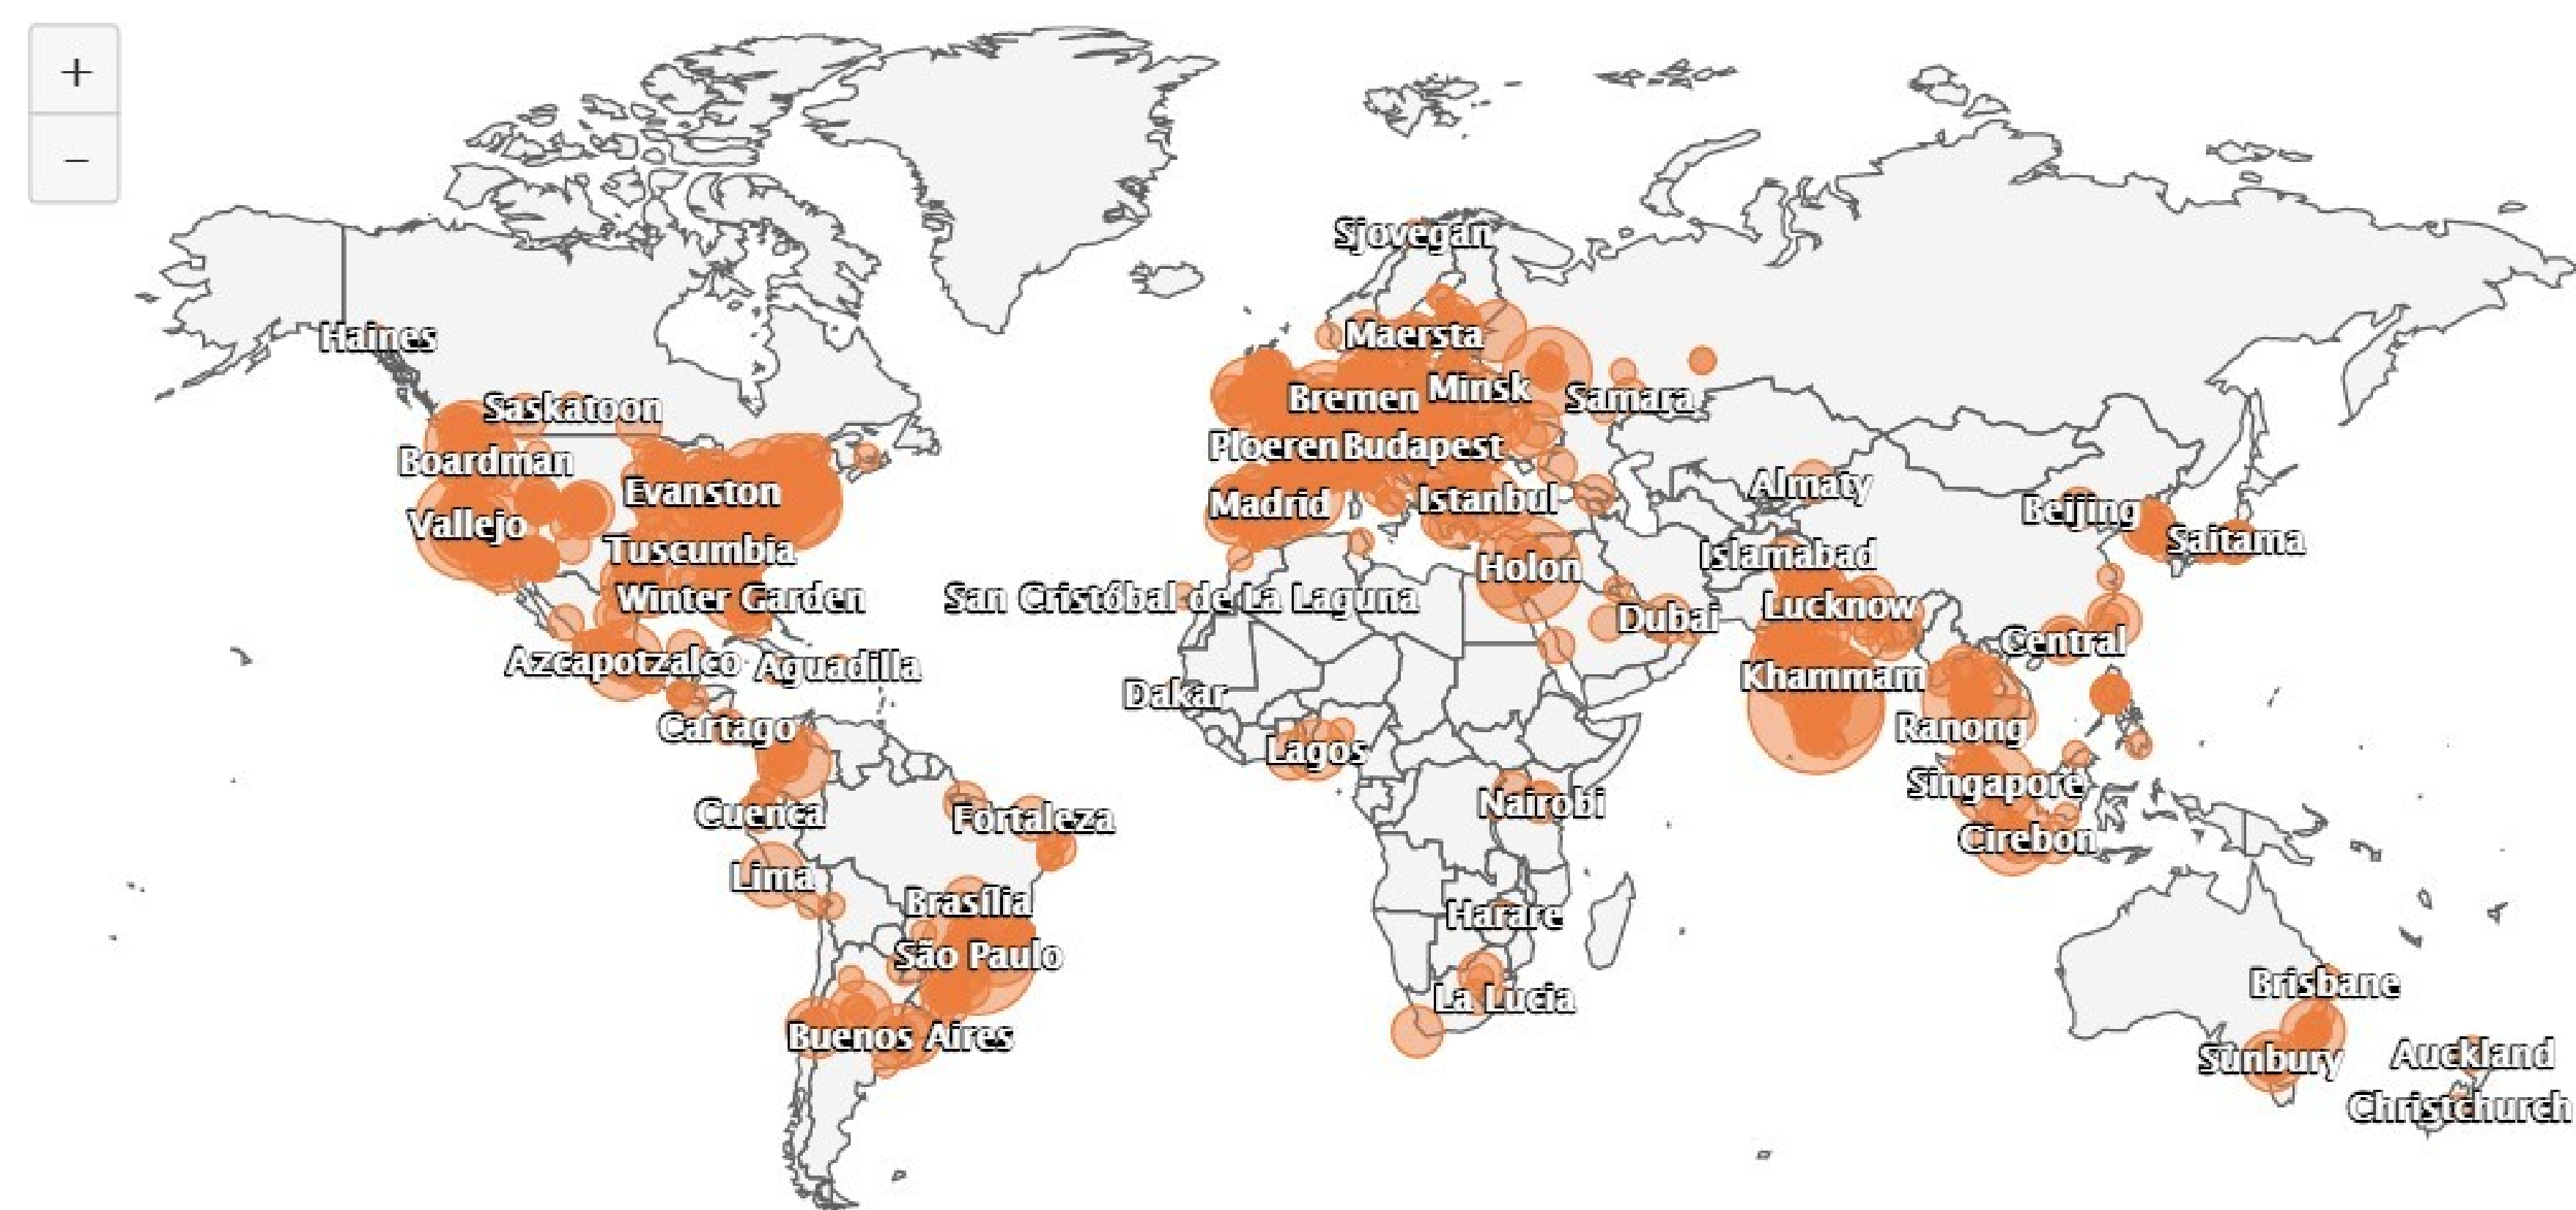 +
−
Sjovegan
Haines
Maersta
Saskatoon
Bremen
Minsk
Samara
Boardman
Ploeren
Budapest
Evanston
Madrid
Istanbul
Almaty
Vallejo
Beijing
Saitama
Tuscumbia
Holon
Islamabad
Winter Garden
San Cristóbal de La Laguna
Dubai
Lucknow
Central
Azcapotzalco
Aguadilla
Dakar
Khammam
Cartago
Lagos
Ranong
Singapore
Cuenca
Fortaleza
Nairobi
Cirebon
Lima
Brasília
Harare
São Paulo
La Lucia
Brisbane
Buenos Aires
Sunbury
Auckland
Christchurch